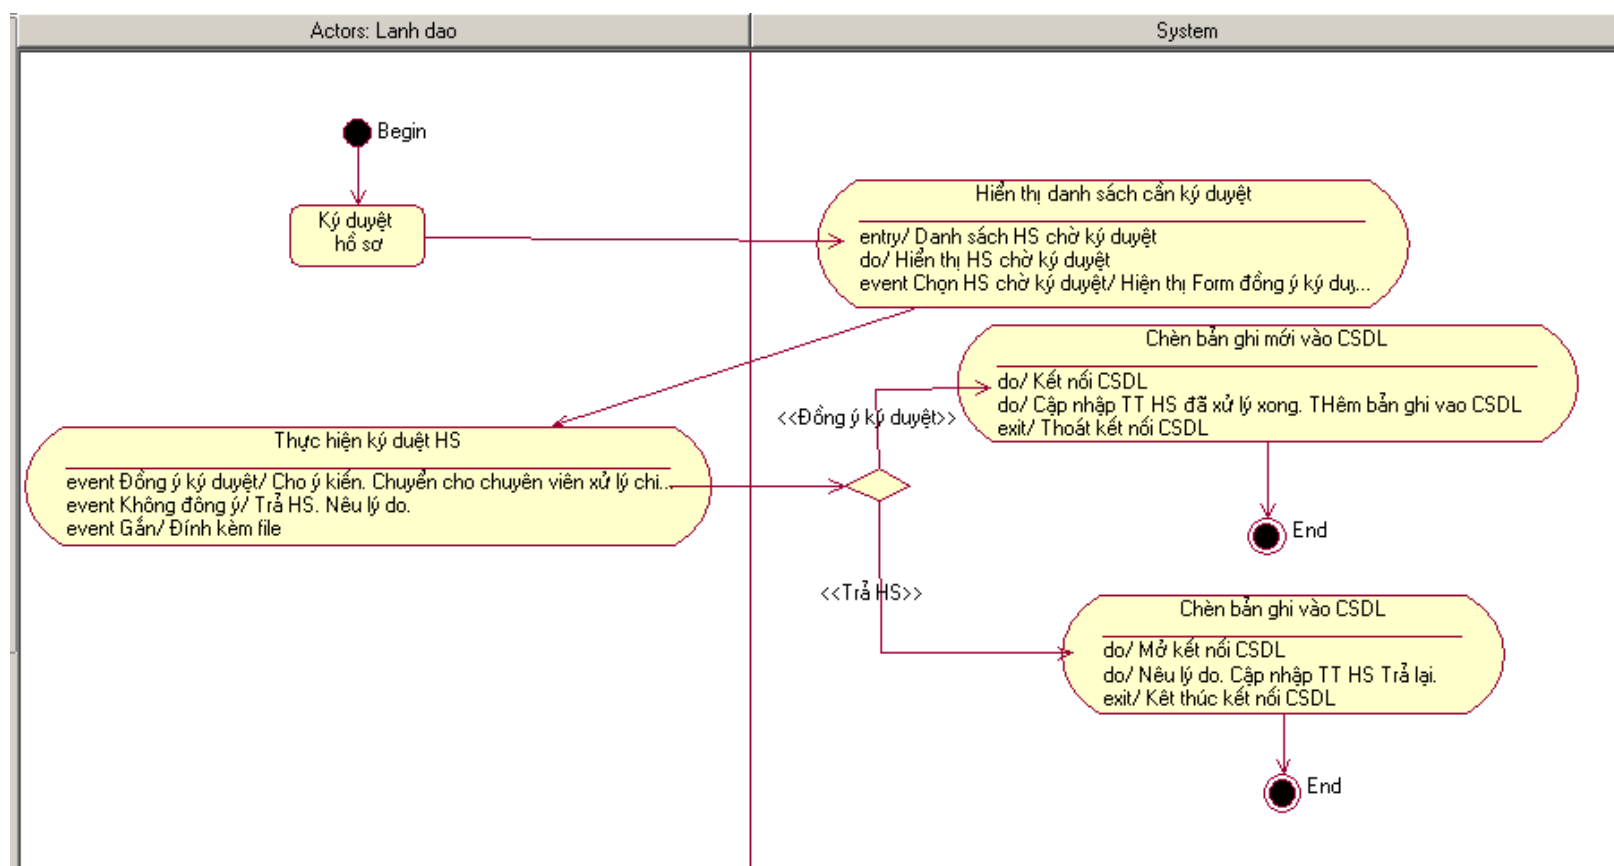 Actors: Lanh dao
System
Begin
Ký duyệt
hồ sơ
Hiển thị danh sách cần ký duyệt
entry/ Danh sách HS chờ ký duyệt
do/ Hiển thị HS chờ ký duyệt
event Chọn HS chờ ký duyệt/ Hiện thị Form đồng ý ký duy...
Chèn bản ghi mới vào CSDL
do/ Kết nối CSDL
do/ Cập nhập TT HS đã xử lý xong. THêm bản ghi vao CSDL
exit/ Thoát kết nối CSDL
<<Đồng ý ký duyệt>>
Thực hiện ký duệt HS
event Đồng ý ký duyệt/ Cho ý kiến. Chuyển cho chuyên viên xử lý chi...
event Không đông ý/ Trả HS. Nêu lý do.
event Gắn/ Đính kèm file
End
<<Trả HS>>
Chèn bản ghi vào CSDL
do/ Mở kết nối CSDL
do/ Nêu lý do. Cập nhập TT HS Trả lại.
exit/ Kêt thúc kết nối CSDL
End